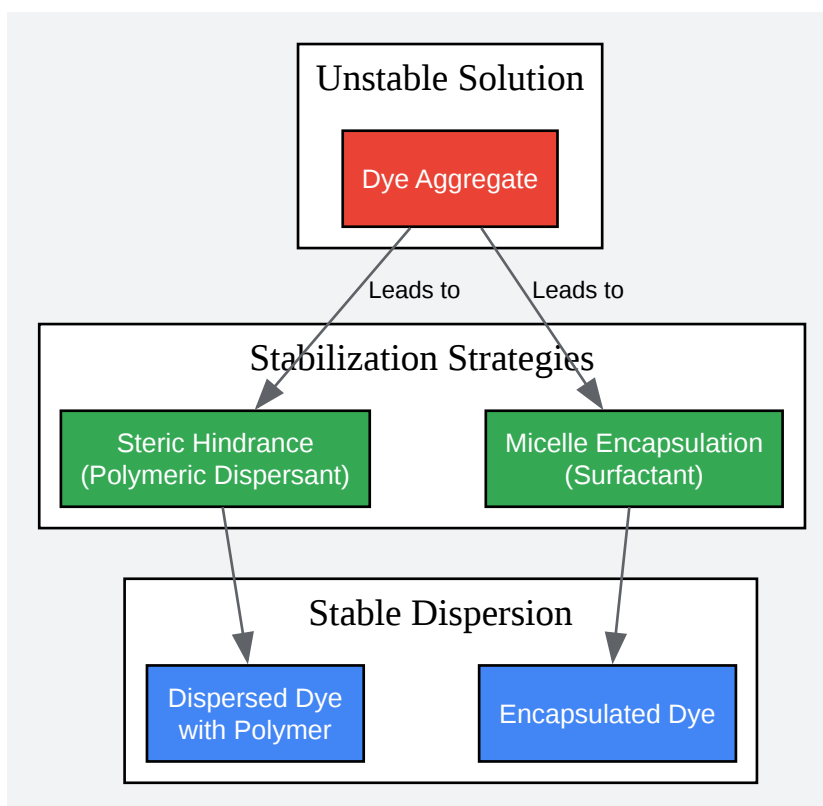 Unstable Solution
Dye Aggregate
Leads to
Leads to
Stabilization Strategies
Steric Hindrance
(Polymeric Dispersant)
Micelle Encapsulation
(Surfactant)
Stable Dispersion
Dispersed Dye
with Polymer
Encapsulated Dye